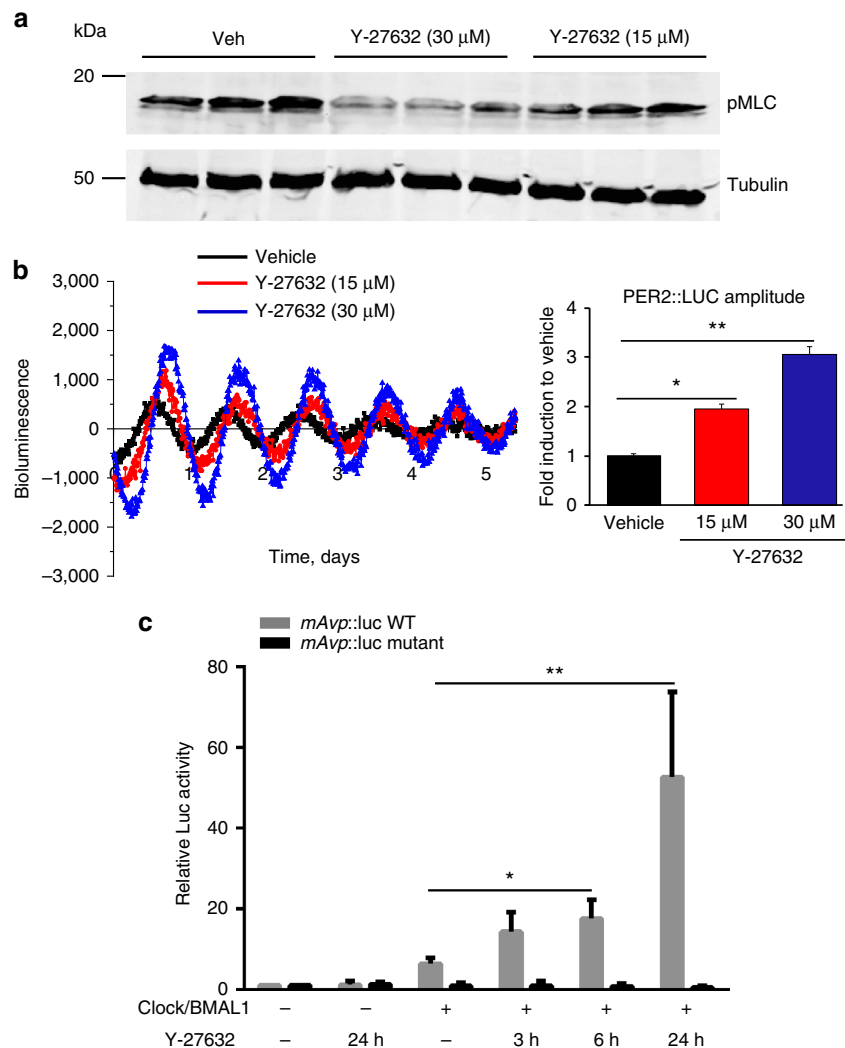 a
kDa
Veh
Y-27632 (30 μM)
Y-27632 (15 μM)
20
pMLC
50
Tubulin
b
Vehicle
Y-27632 (15 μM)
Y-27632 (30 μM)
3,000
2,000
1,000
0
–1,000
–2,000
–3,000
Bioluminescence
0 1 2 3 4 5
Time, days
PER2::LUC amplitude
Fold induction to vehicle
4
3
2
1
0
**
*
Vehicle
15 μM
30 μM
Y-27632
c
mAvp::luc WT
mAvp::luc mutant
Relative Luc activity
80
60
40
20
0
**
*
Clock/BMAL1 – – + + + +
Y-27632 – 24 h – 3 h 6 h 24 h